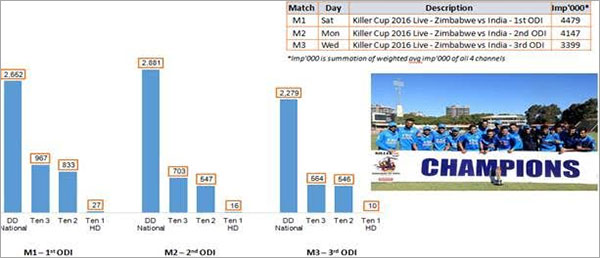 Match Day Description Imp'000*
M1 Sat Killer Cup 2016 Live - Zimbabwe vs India - 1st ODI 4479
M2 Mon Killer Cup 2016 Live - Zimbabwe vs India - 2nd ODI 4147
M3 Wed Killer Cup 2016 Live - Zimbabwe vs India - 3rd ODI 3399
*Imp'000 is summation of weighted avg imp'000 of all 4 channels
2,652
967
833
27
DD National
Ten 3
Ten 2
Ten 1 HD
M1 – 1st ODI
2,881
703
547
16
DD National
Ten 3
Ten 2
Ten 1 HD
M2 – 2nd ODI
2,279
564
546
10
DD National
Ten 3
Ten 2
Ten 1 HD
M3 – 3rd ODI
CHAMPIONS